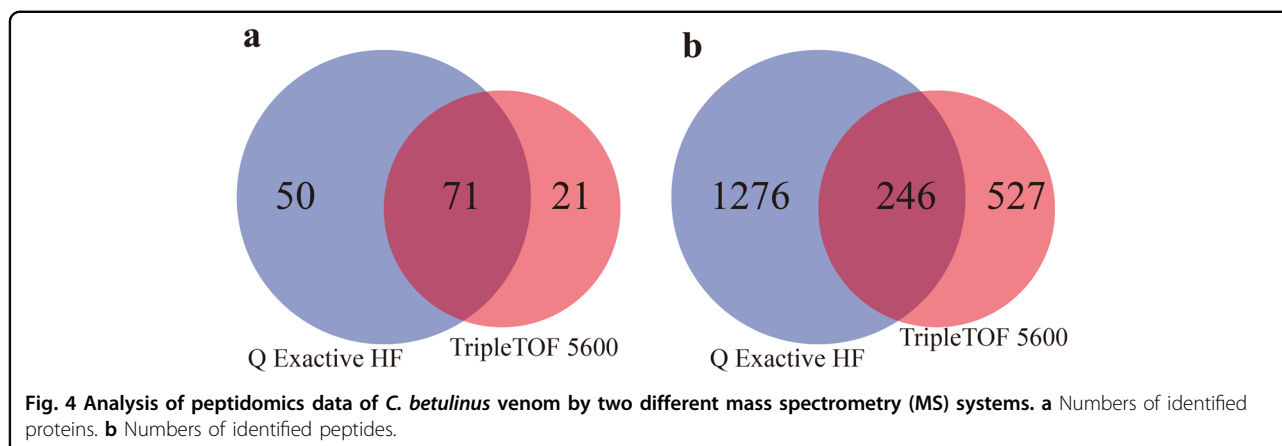 a
50
71
21
Q Exactive HF
TripleTOF 5600
b
1276
246
527
Q Exactive HF
TripleTOF 5600
Fig. 4 Analysis of peptidomics data of C. betulinus venom by two different mass spectrometry (MS) systems. a Numbers of identified
proteins. b Numbers of identified peptides.